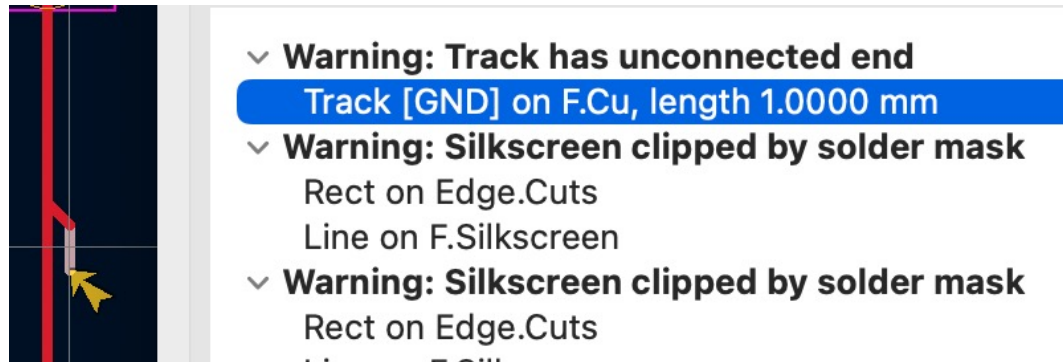 Warning: Track has unconnected end
Track [GND] on F.Cu, length 1.0000 mm
Warning: Silkscreen clipped by solder mask
Rect on Edge.Cuts
Line on F.Silkscreen
Warning: Silkscreen clipped by solder mask
Rect on Edge.Cuts